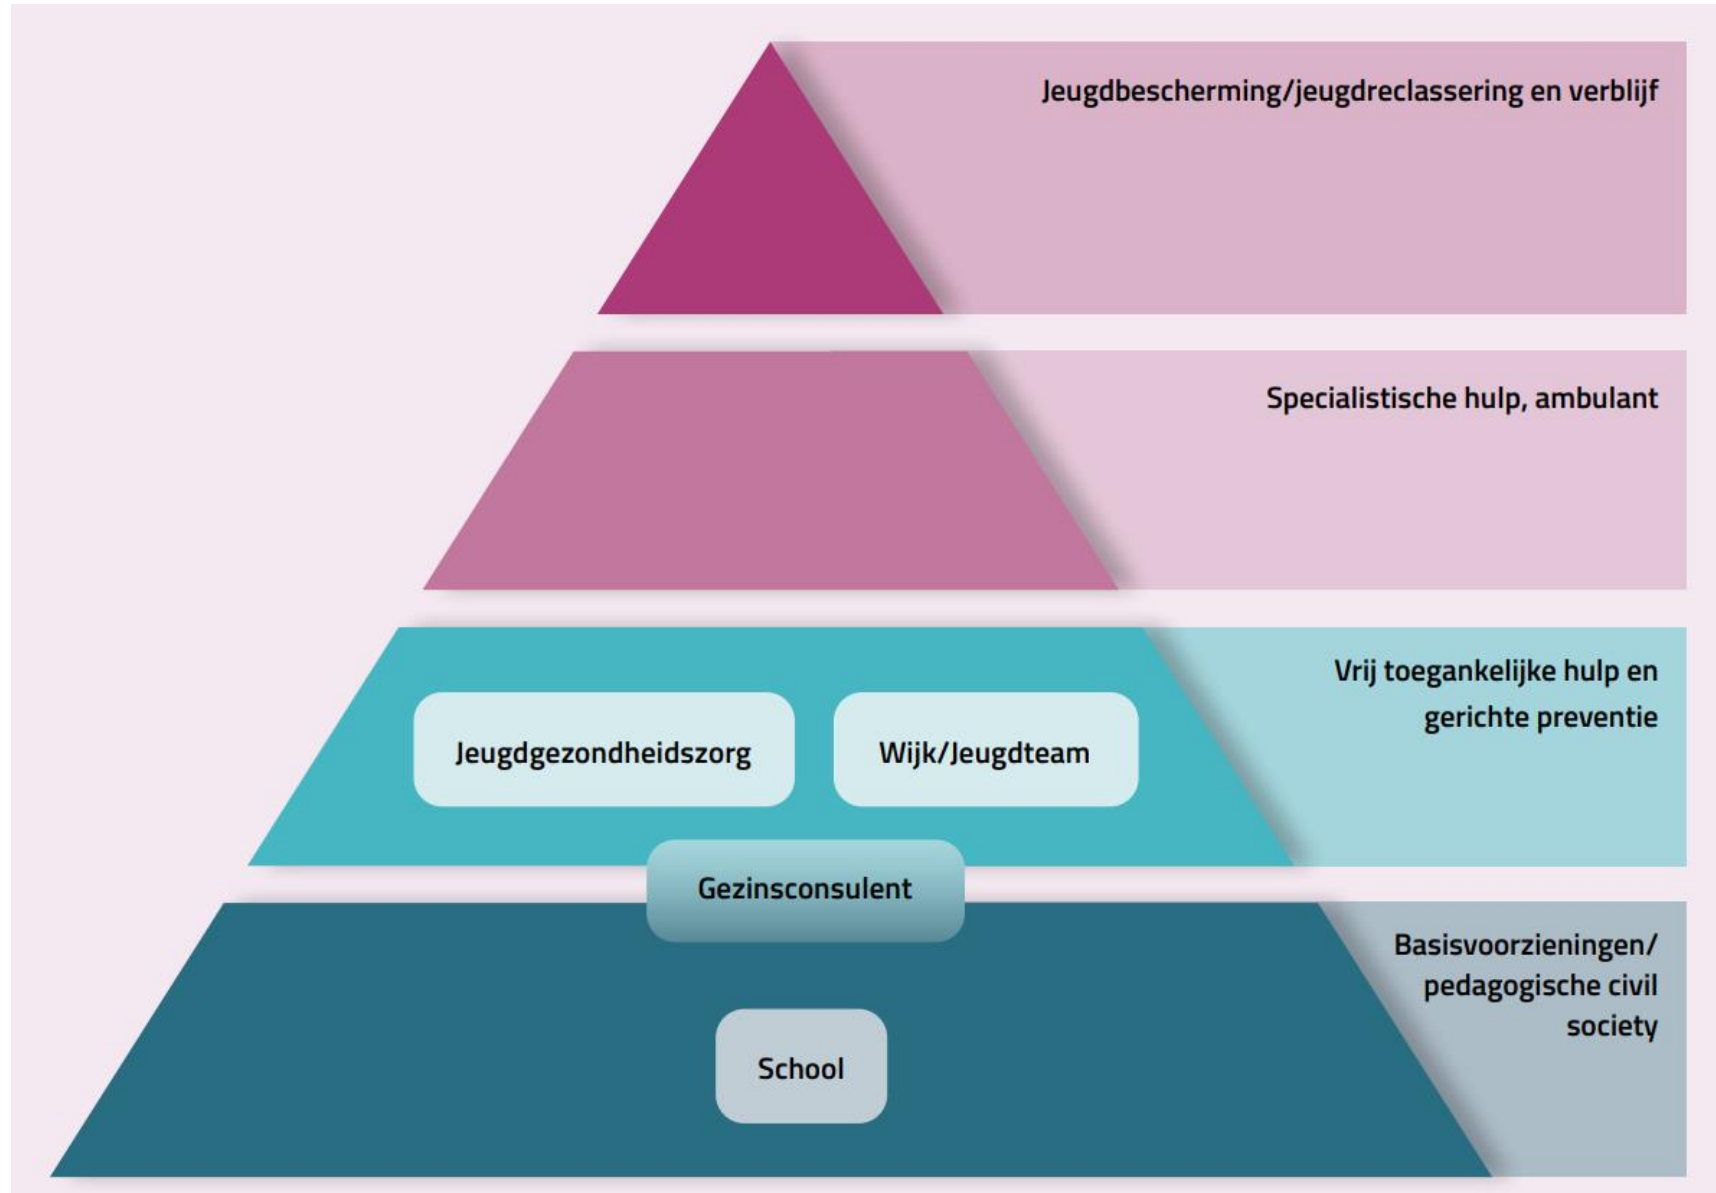 Jeugdbescherming/jeugdreclassering en verblijf
Specialistische hulp, ambulant
Vrij toegankelijke hulp en
gerichte preventie
Jeugdgezondheidszorg
Wijk/Jeugdteam
Gezinsconsulent
Basisvoorzieningen/
pedagogische civil
society
School